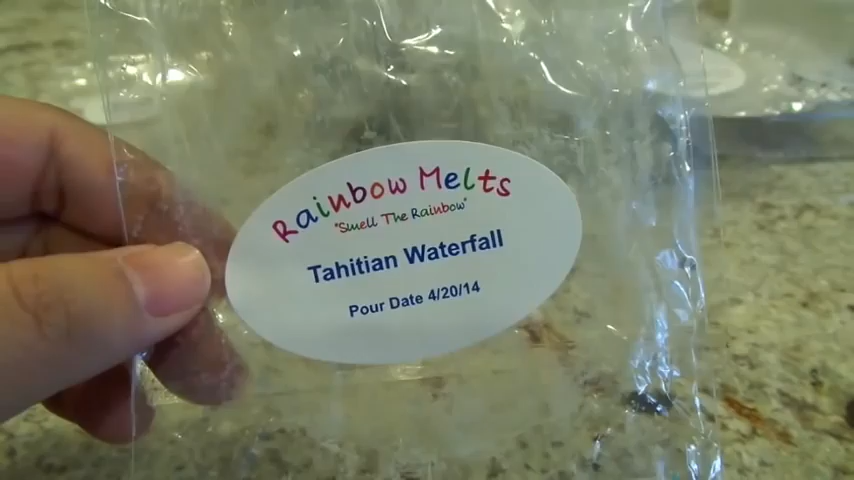 Rainbow Melts
"Smell The Rainbow"
Tahitian Waterfall
Pour Date 4/20/14